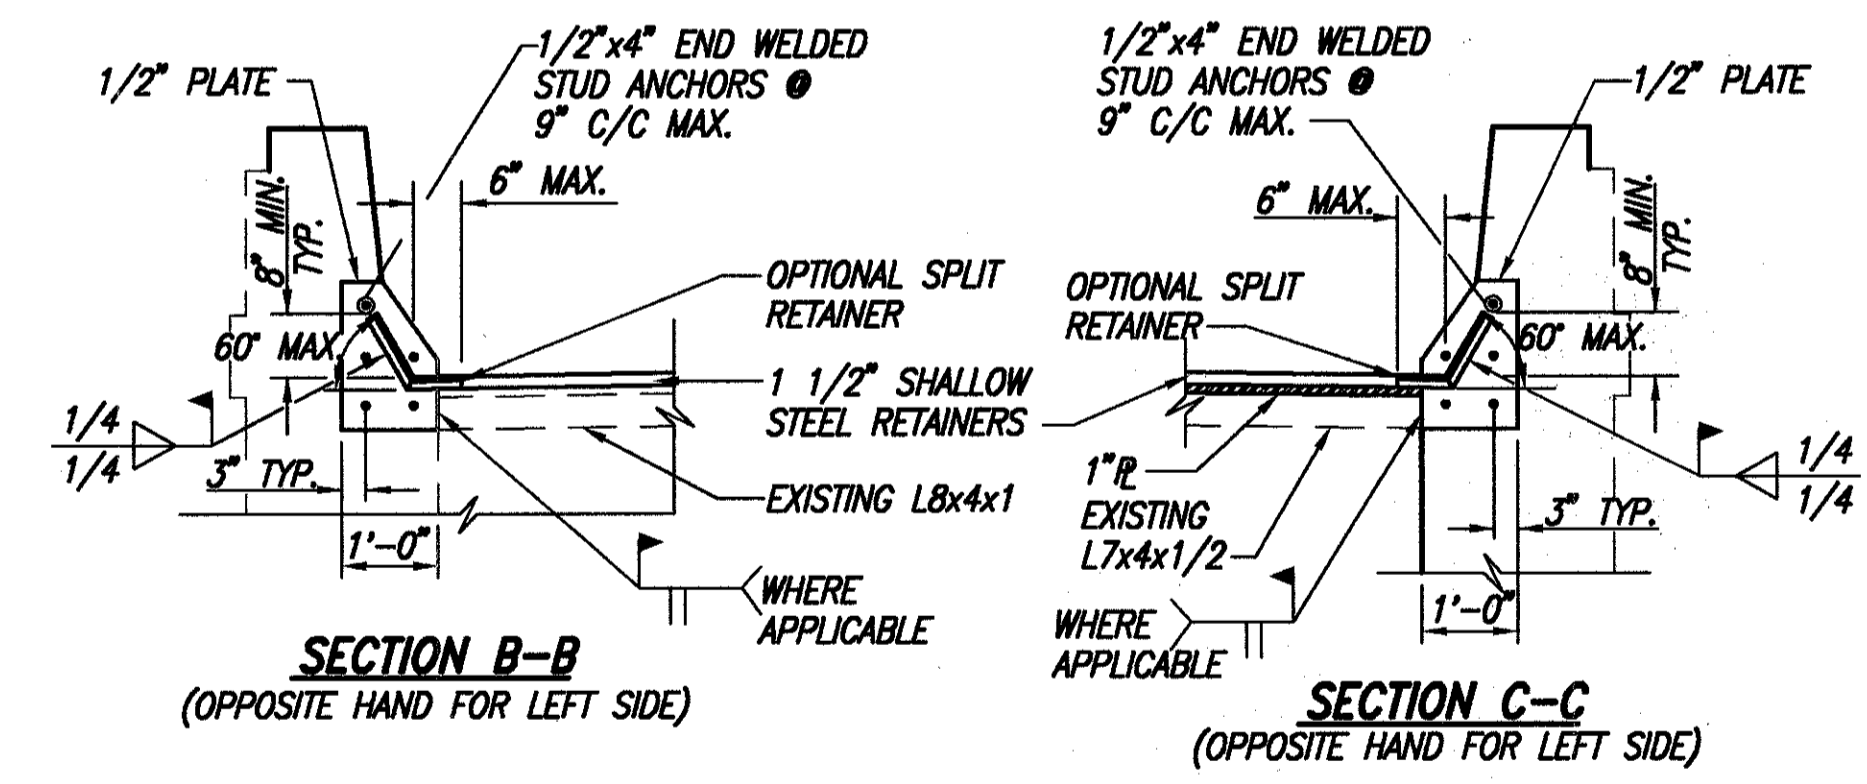 1/2"x4" END WELDED
STUD ANCHORS @
9" C/C MAX.
1/2" PLATE
6" MAX.
8" MIN.
TYP.
60° MAX.
OPTIONAL SPLIT
RETAINER
1 1/2" SHALLOW
STEEL RETAINERS
1/4
1/4
3" TYP.
EXISTING L8x4x1
1'-0"
WHERE
APPLICABLE
SECTION B-B
(OPPOSITE HAND FOR LEFT SIDE)
1/2"x4" END WELDED
STUD ANCHORS @
9" C/C MAX.
1/2" PLATE
6" MAX.
8" MIN.
TYP.
OPTIONAL SPLIT
RETAINER
60° MAX.
1" PL
EXISTING
L7x4x1/2
1/4
1/4
3" TYP.
1'-0"
WHERE
APPLICABLE
SECTION C-C
(OPPOSITE HAND FOR LEFT SIDE)